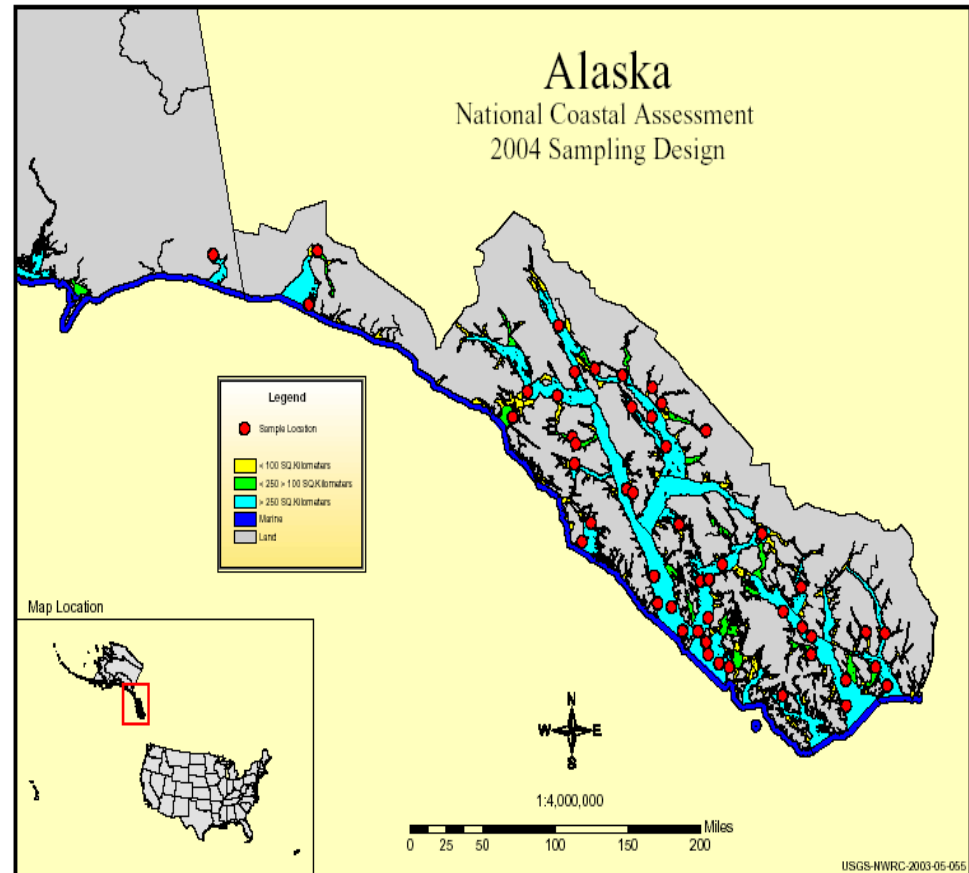 Alaska
National Coastal Assessment
2004 Sampling Design
Legend
Sample Location
< 100 SQ.Kilometers
< 250 > 100 SQ.Kilometers
> 250 SQ.Kilometers
Marine
Land
Map Location
N
W E
S
1:4,000,000
Miles
0 25 50 100 150 200
USGS-NWRC-2003-05-055